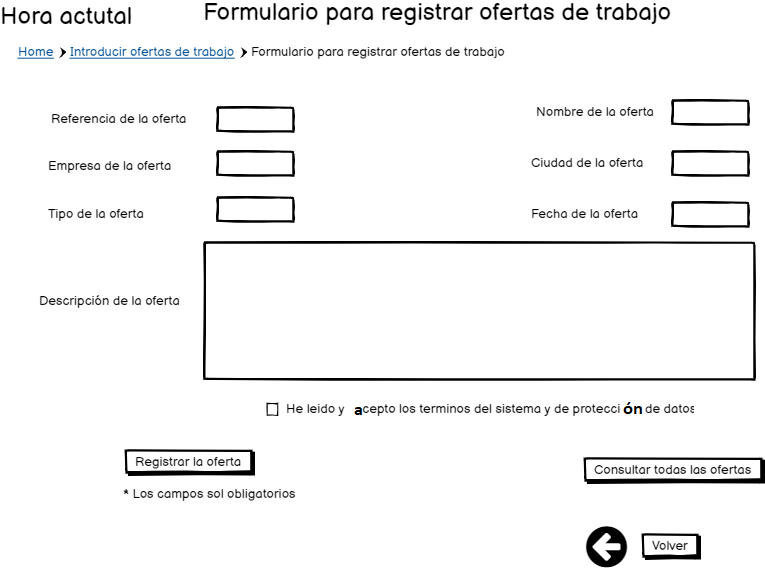 Hora actutal
Formulario para registrar ofertas de trabajo
Home > Introducir ofertas de trabajo > Formulario para registrar ofertas de trabajo
Referencia de la oferta
Nombre de la oferta
Empresa de la oferta
Ciudad de la oferta
Tipo de la oferta
Fecha de la oferta
Descripción de la oferta
He leido y acepto los terminos del sistema y de protección de datos
Registrar la oferta
Consultar todas las ofertas
* Los campos sol obligatorios
Volver